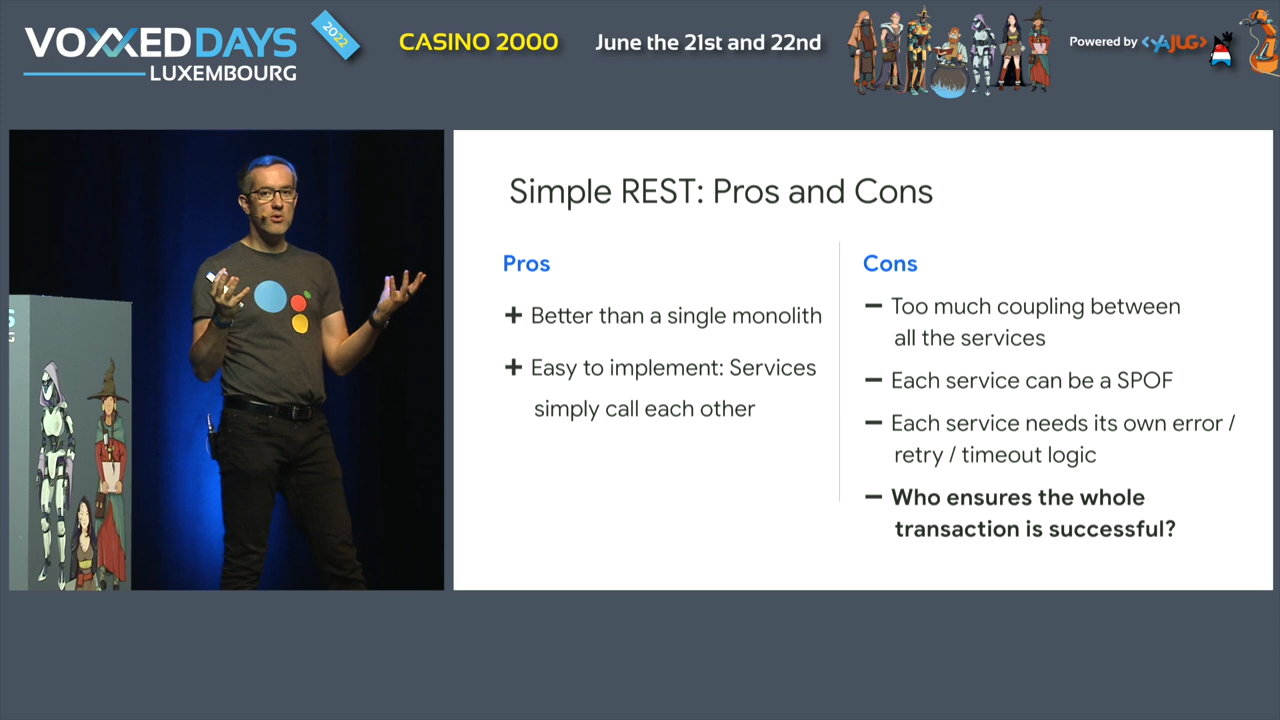 VOXXEDDAYS
LUXEMBOURG
2022
CASINO 2000
June the 21st and 22nd
Powered by <YAJUG>
Simple REST: Pros and Cons
Pros
+ Better than a single monolith
+ Easy to implement: Services
simply call each other
Cons
− Too much coupling between
all the services
− Each service can be a SPOF
− Each service needs its own error /
retry / timeout logic
− Who ensures the whole
transaction is successful?